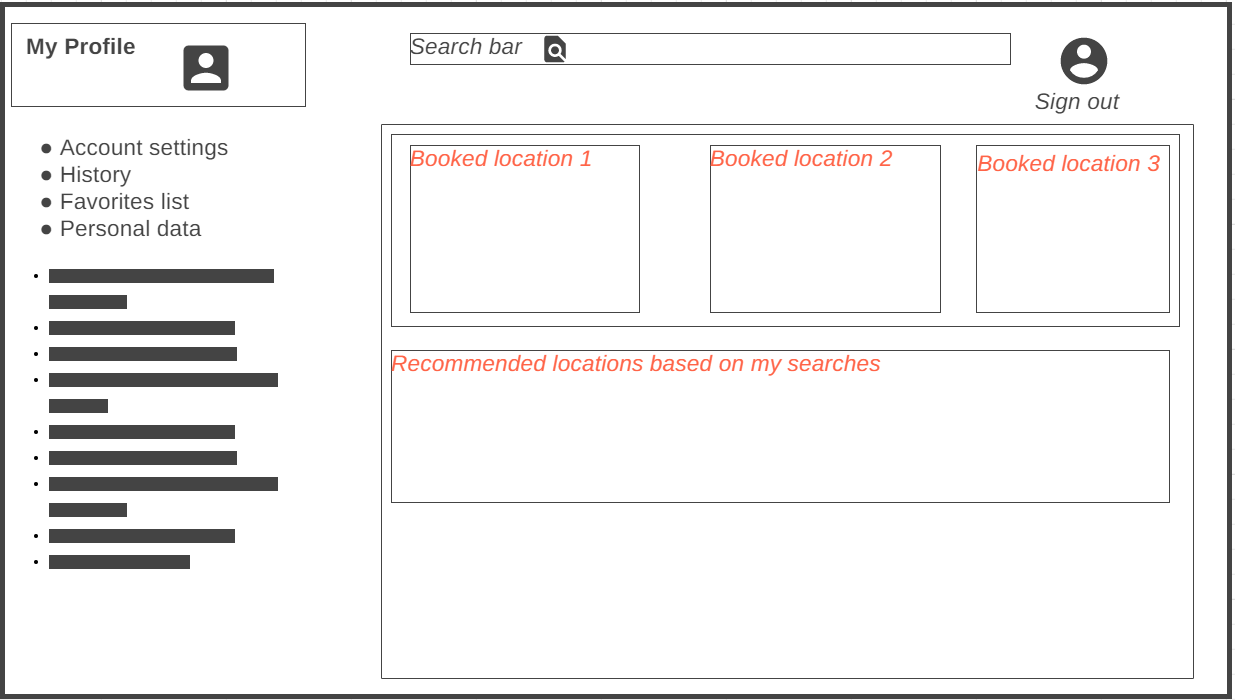 My Profile
Search bar
Sign out
Account settings
History
Favorites list
Personal data
Booked location 1
Booked location 2
Booked location 3
Recommended locations based on my searches